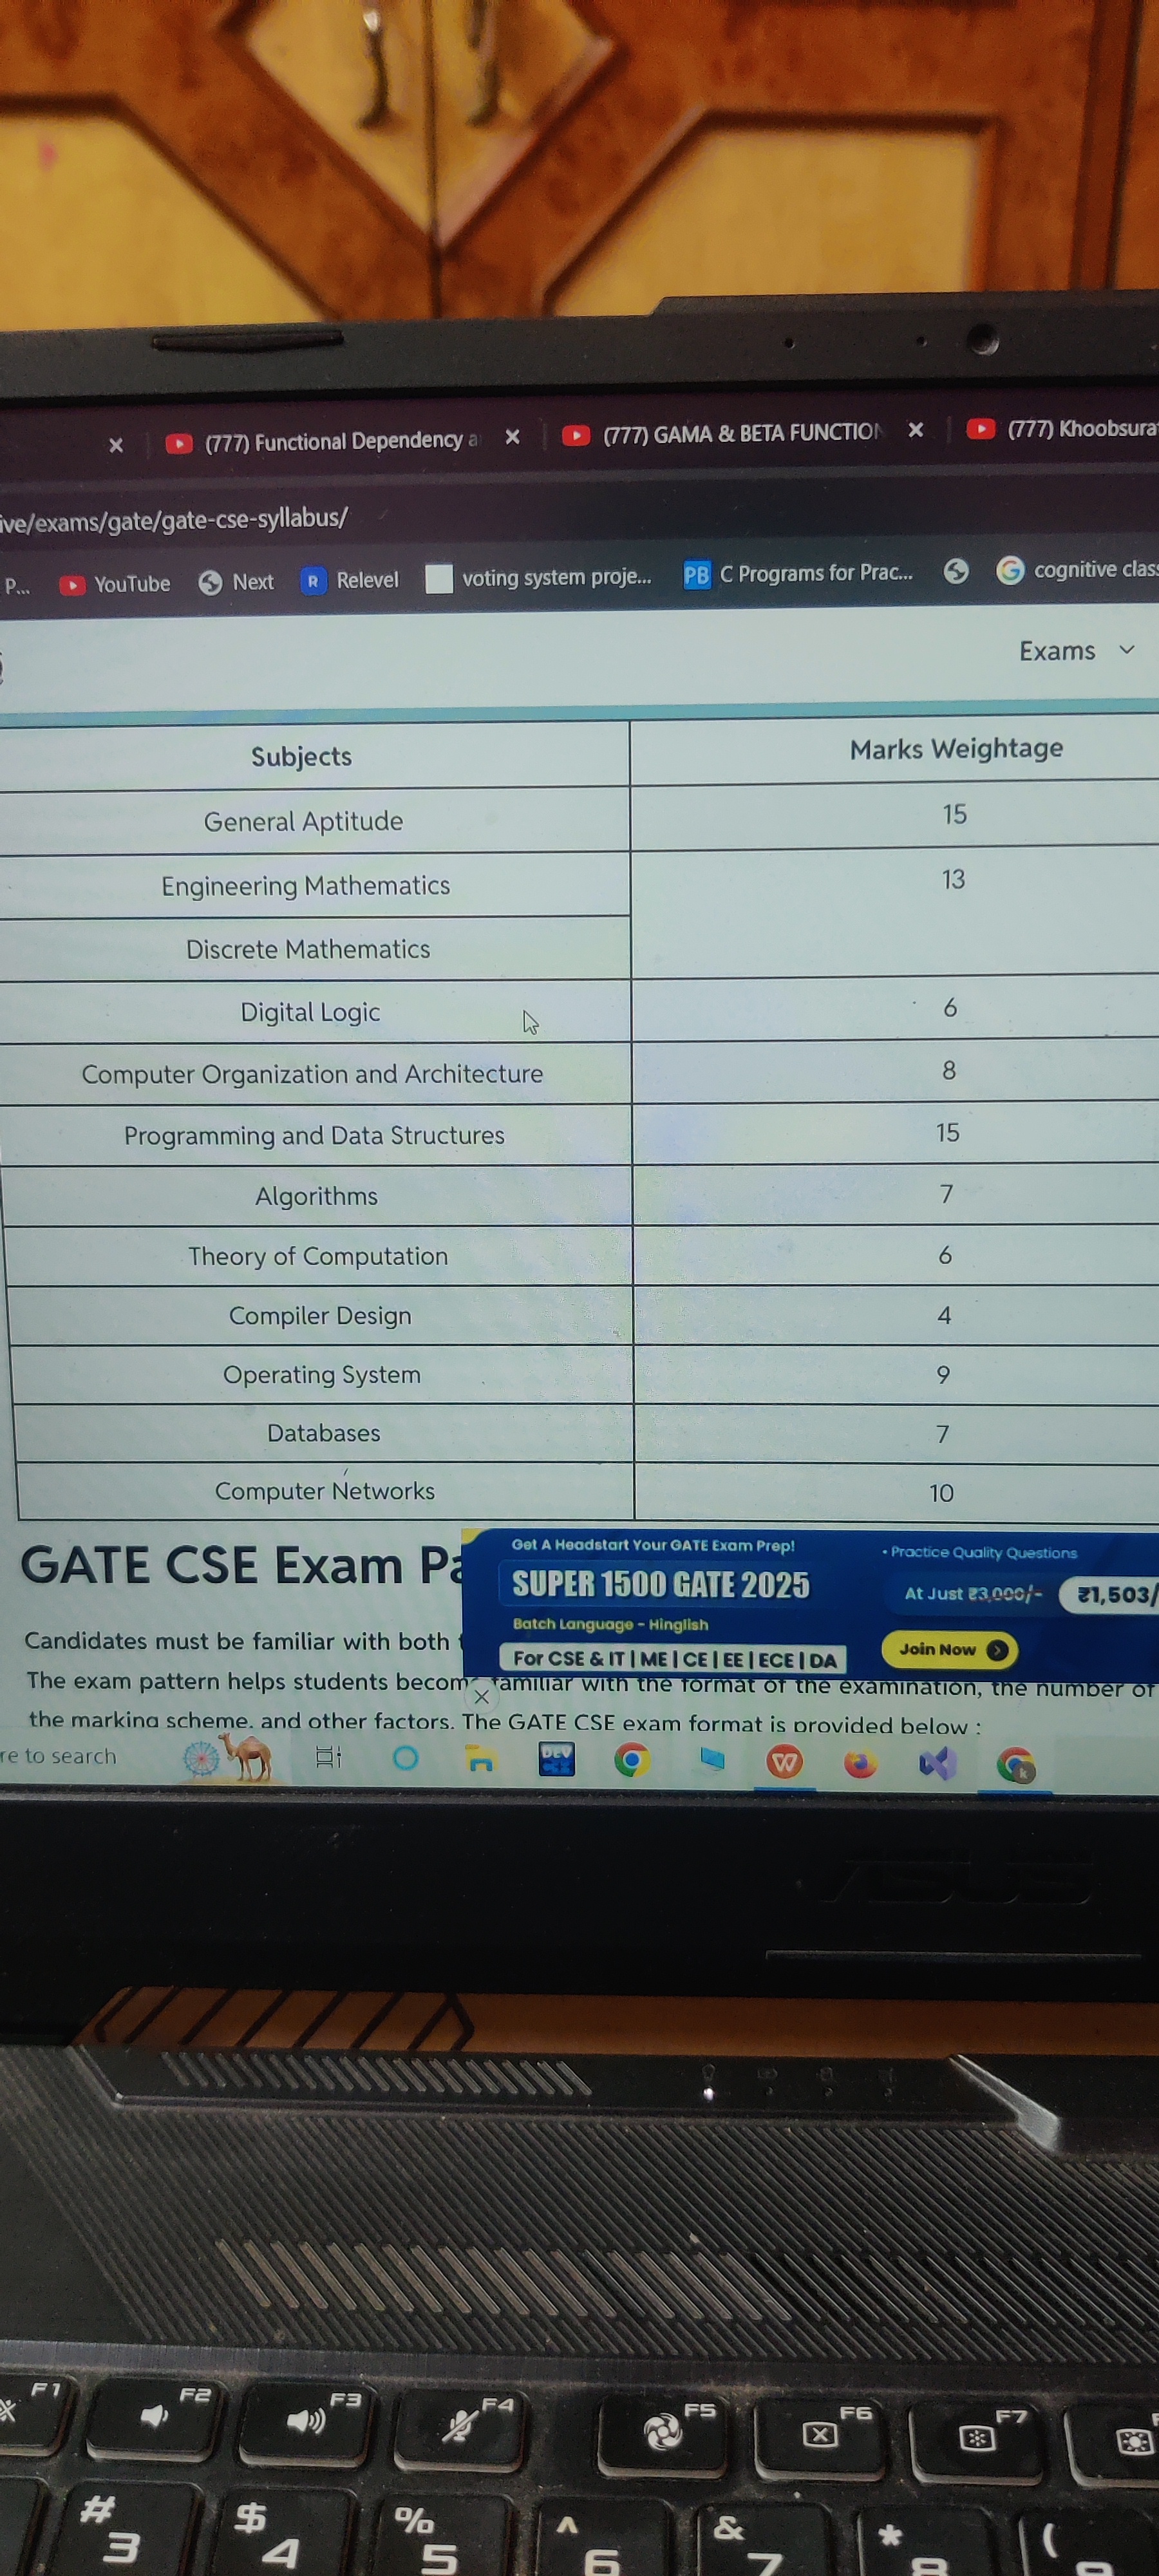 (777) Functional Dependency a
(777) GAMA & BETA FUNCTION
(777) Khoobsurat
ive/exams/gate/gate-cse-syllabus/
P... YouTube Next R Relevel voting system proje... PB C Programs for Prac... cognitive class
Exams
Subjects Marks Weightage
General Aptitude 15
Engineering Mathematics 13
Discrete Mathematics
Digital Logic 6
Computer Organization and Architecture 8
Programming and Data Structures 15
Algorithms 7
Theory of Computation 6
Compiler Design 4
Operating System 9
Databases 7
Computer Networks 10
GATE CSE Exam Pa
Get A Headstart Your GATE Exam Prep!
SUPER 1500 GATE 2025
Batch Language - Hinglish
For CSE & IT | ME | CE | EE | ECE | DA
• Practice Quality Questions
At Just ₹3,000/- ₹1,503/
Join Now
Candidates must be familiar with both t
The exam pattern helps students become familiar with the format of the examination, the number of
the marking scheme, and other factors. The GATE CSE exam format is provided below :
re to search
DEV
W
k
ASUS
F1 F2 F3 F4 F5 F6 F7
# $ % ^ & * (
3 4 5 6 7 8 9